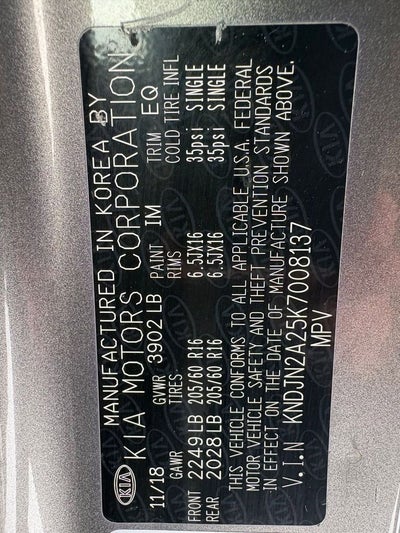 KIA
MANUFACTURED IN KOREA BY
KIA MOTORS CORPORATION
11/18 GVWR 3902LB PAINT IM TRIM EQ
GAWR TIRES RIMS COLD TIRE INFL
FRONT 2249LB 205/60 R16 6.5JX16 35psi SINGLE
REAR 2028LB 205/60 R16 6.5JX16 35psi SINGLE
THIS VEHICLE CONFORMS TO ALL APPLICABLE U.S.A. FEDERAL
MOTOR VEHICLE SAFETY AND THEFT PREVENTION STANDARDS
IN EFFECT ON THE DATE OF MANUFACTURE SHOWN ABOVE.
V.I.N KNDJN2A25K7008137
MPV